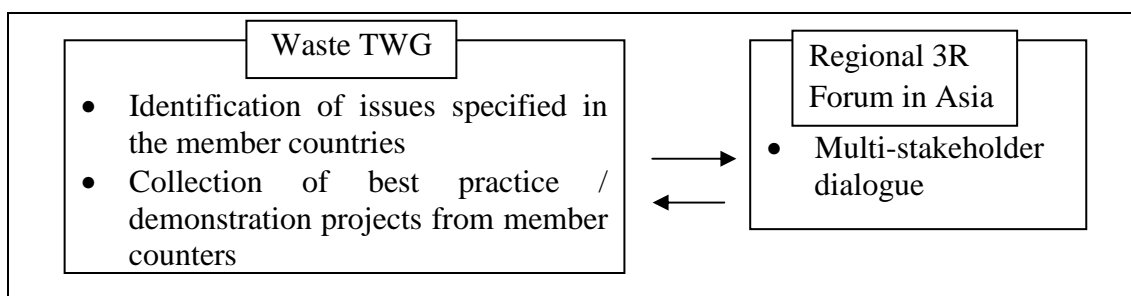 Waste TWG
• Identification of issues specified in
the member countries
• Collection of best practice /
demonstration projects from member
counters
Regional 3R
Forum in Asia
• Multi-stakeholder
dialogue